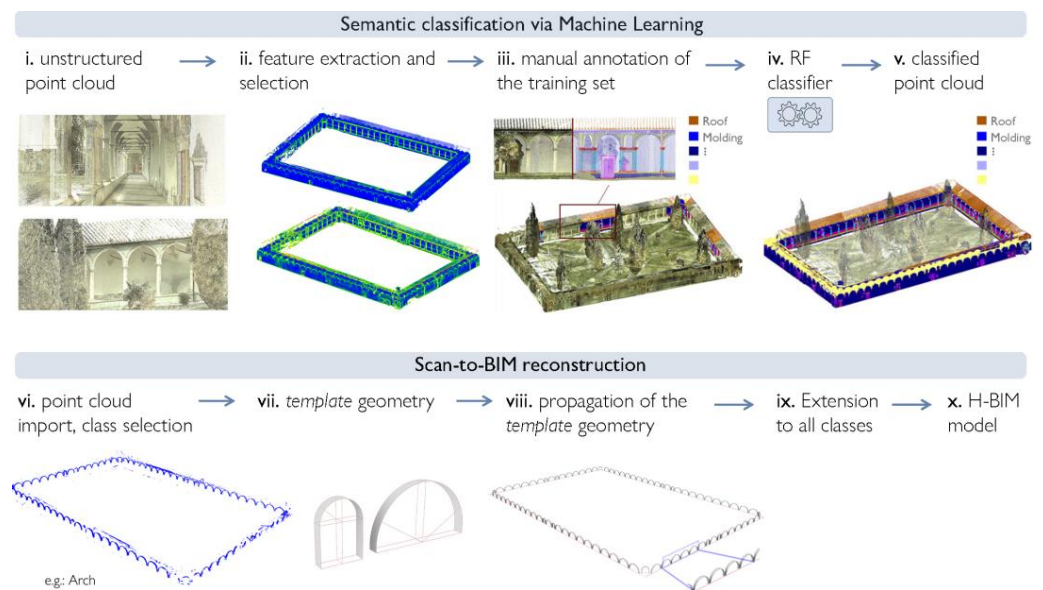 Semantic classification via Machine Learning
i. unstructured point cloud
ii. feature extraction and selection
iii. manual annotation of the training set
iv. RF classifier
v. classified point cloud
Roof
Molding
⋮
Roof
Molding
⋮
Scan-to-BIM reconstruction
vi. point cloud import, class selection
vii. template geometry
viii. propagation of the template geometry
ix. Extension to all classes
x. H-BIM model
e.g.: Arch